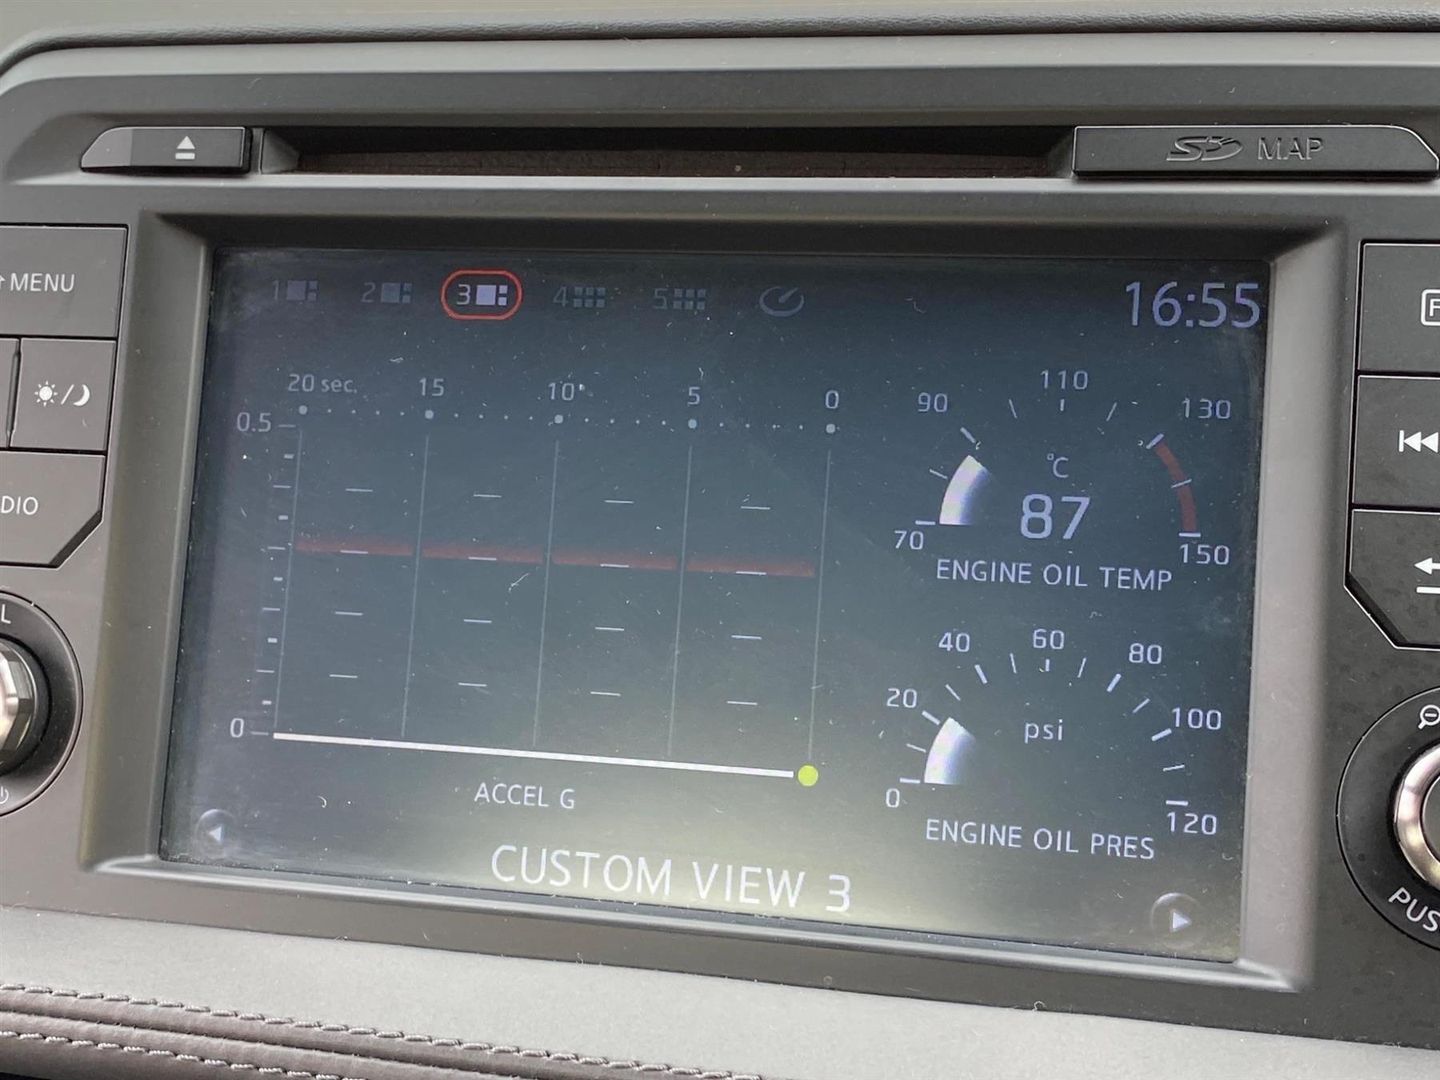 SD MAP
MENU
DIO
L
PUS
1 2 3 4 5
16:55
20 sec. 15 10 5 0
0.5
0
ACCEL G
90 110 130
°C
87
70 150
ENGINE OIL TEMP
40 60 80
20 100
psi
0 120
ENGINE OIL PRES
CUSTOM VIEW 3